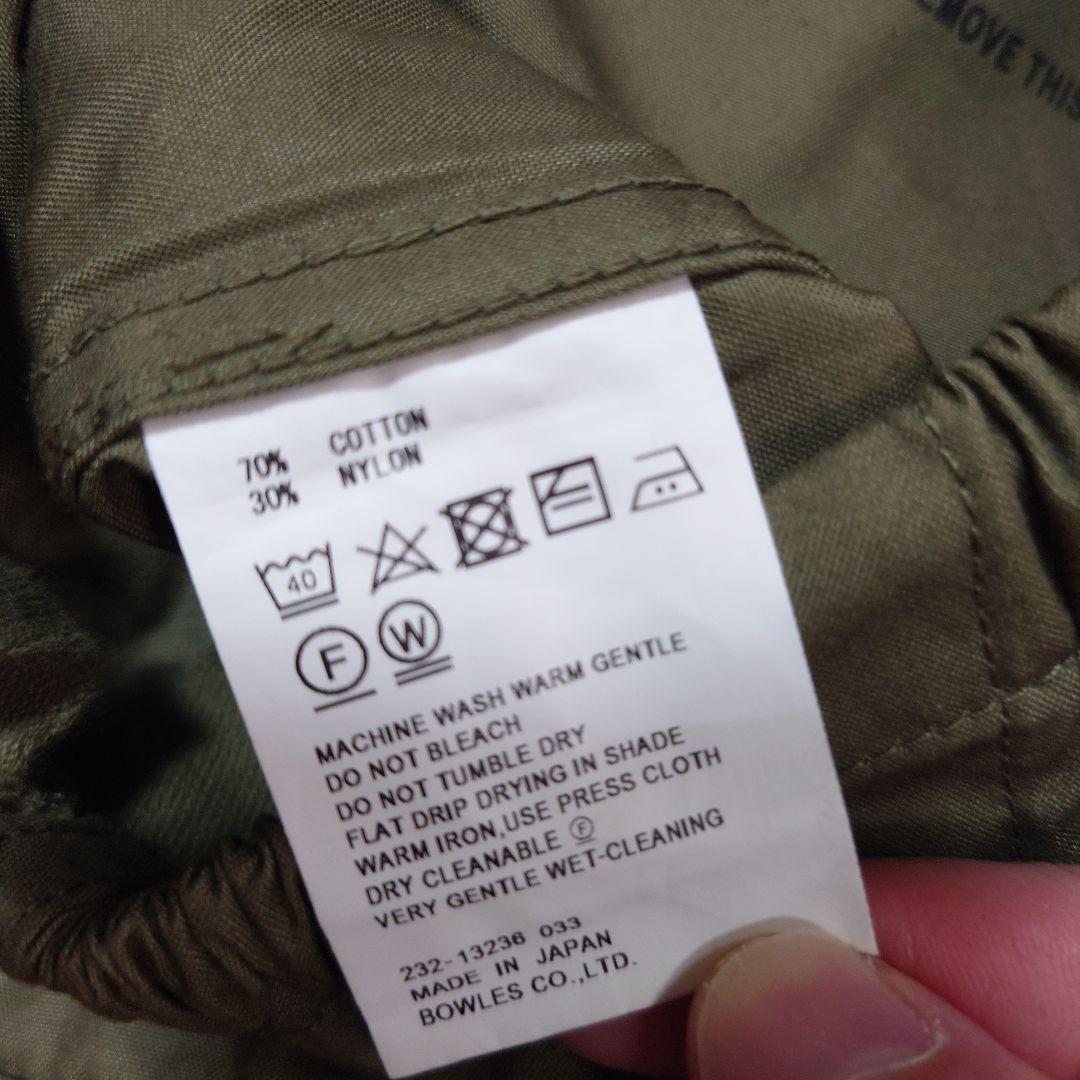 EMOVE THIS
70% COTTON
30% NYLON
40
F W
MACHINE WASH WARM GENTLE
DO NOT BLEACH
DO NOT TUMBLE DRY
FLAT DRIP DRYING IN SHADE
WARM IRON,USE PRESS CLOTH
DRY CLEANABLE Ⓕ
VERY GENTLE WET-CLEANING
232-13236 033
MADE IN JAPAN
BOWLES CO.,LTD.